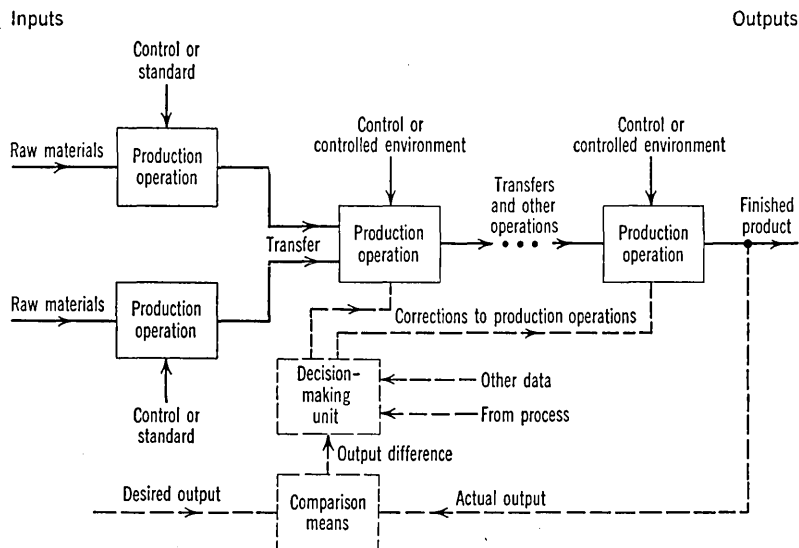 Inputs
Outputs
Control or
standard
Raw materials
Production
operation
Control or
controlled environment
Control or
controlled environment
Transfers
and other
operations
Finished
product
Transfer
Production
operation
Production
operation
Raw materials
Production
operation
Corrections to production operations
Control or
standard
Decision-
making
unit
Other data
From process
Output difference
Desired output
Comparison
means
Actual output